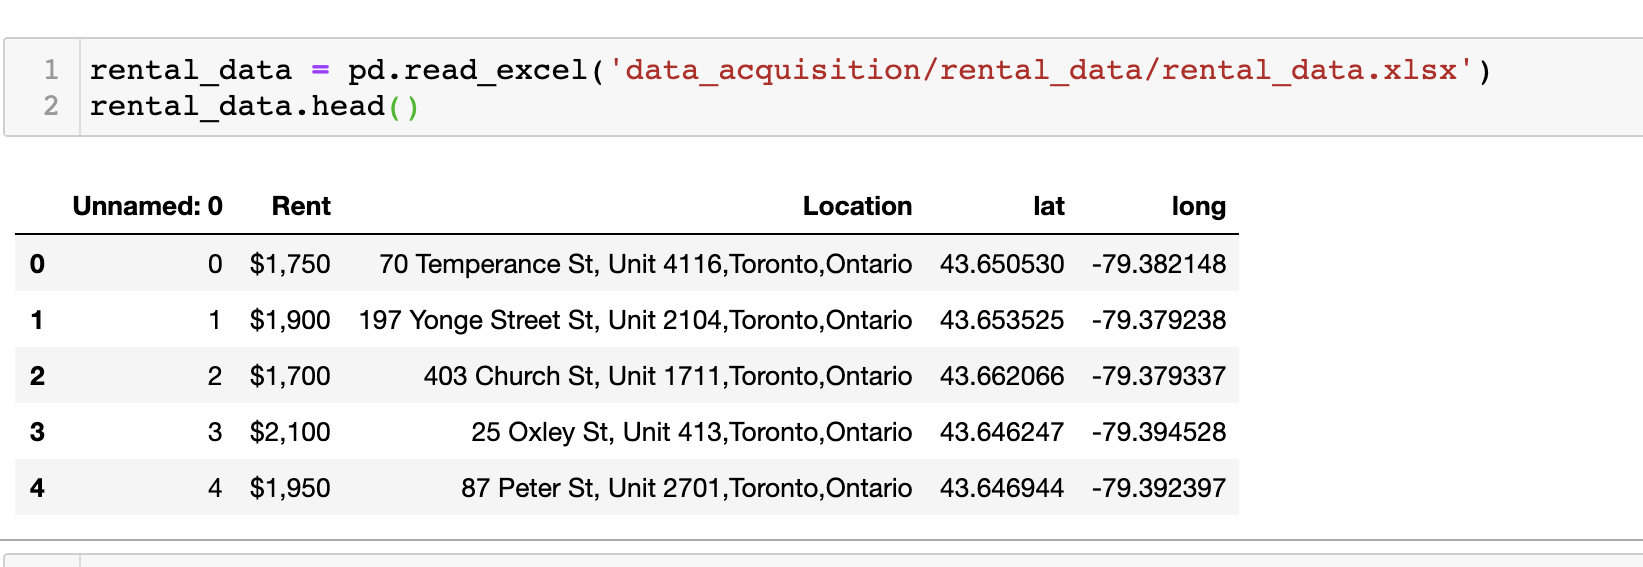 1 rental_data = pd.read_excel('data_acquisition/rental_data/rental_data.xlsx')
2 rental_data.head()
Unnamed: 0 Rent Location lat long
0 0 $1,750 70 Temperance St, Unit 4116,Toronto,Ontario 43.650530 -79.382148
1 1 $1,900 197 Yonge Street St, Unit 2104,Toronto,Ontario 43.653525 -79.379238
2 2 $1,700 403 Church St, Unit 1711,Toronto,Ontario 43.662066 -79.379337
3 3 $2,100 25 Oxley St, Unit 413,Toronto,Ontario 43.646247 -79.394528
4 4 $1,950 87 Peter St, Unit 2701,Toronto,Ontario 43.646944 -79.392397